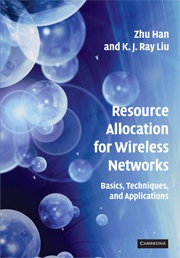 Zhu Han
and K. J. Ray Liu
Resource
Allocation for
Wireless
Networks
Basics, Techniques,
and Applications
CAMBRIDGE